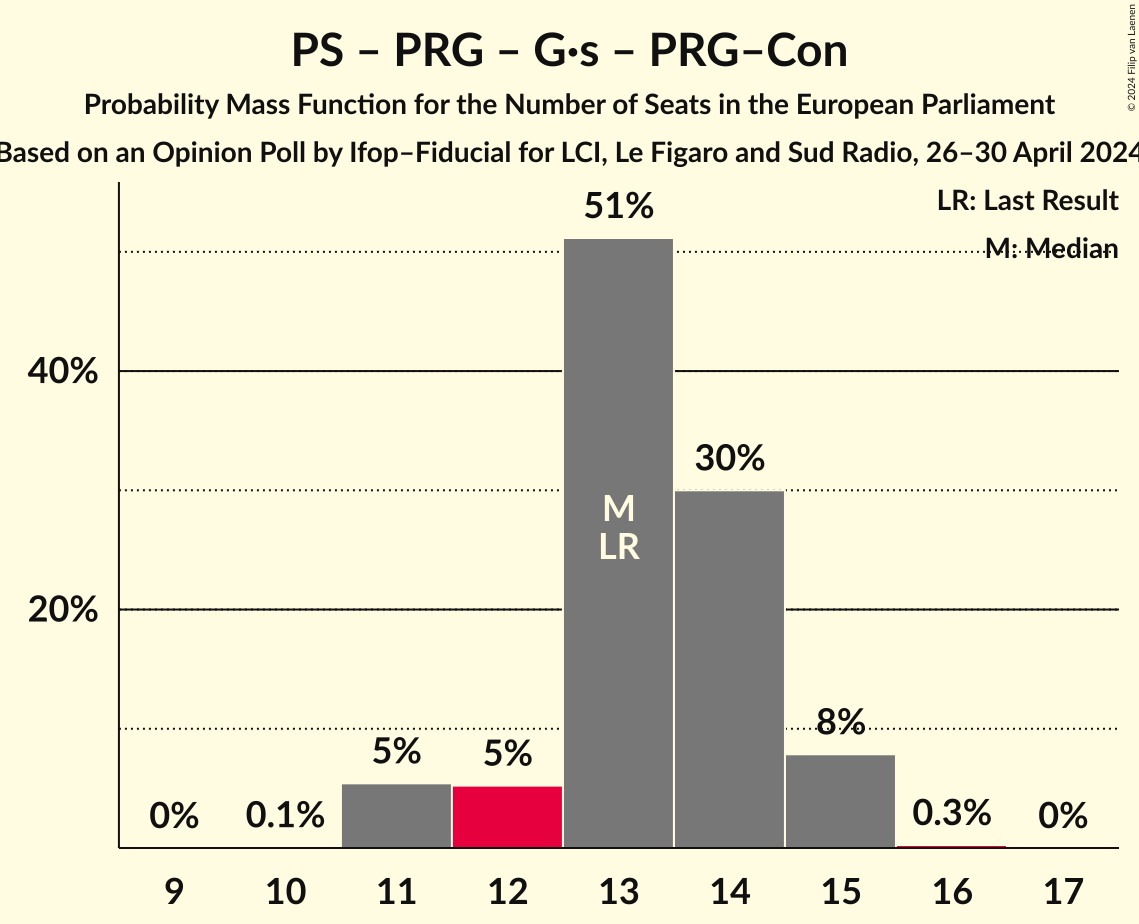 PS – PRG – G·s – PRG–Con
Probability Mass Function for the Number of Seats in the European Parliament
Based on an Opinion Poll by Ifop–Fiducial for LCI, Le Figaro and Sud Radio, 26–30 April 2024
© 2024 Filip van Laenen
LR: Last Result
M: Median
51%
40%
30%
M
LR
20%
8%
5%
5%
0%
0.1%
0.3%
0%
9
10
11
12
13
14
15
16
17